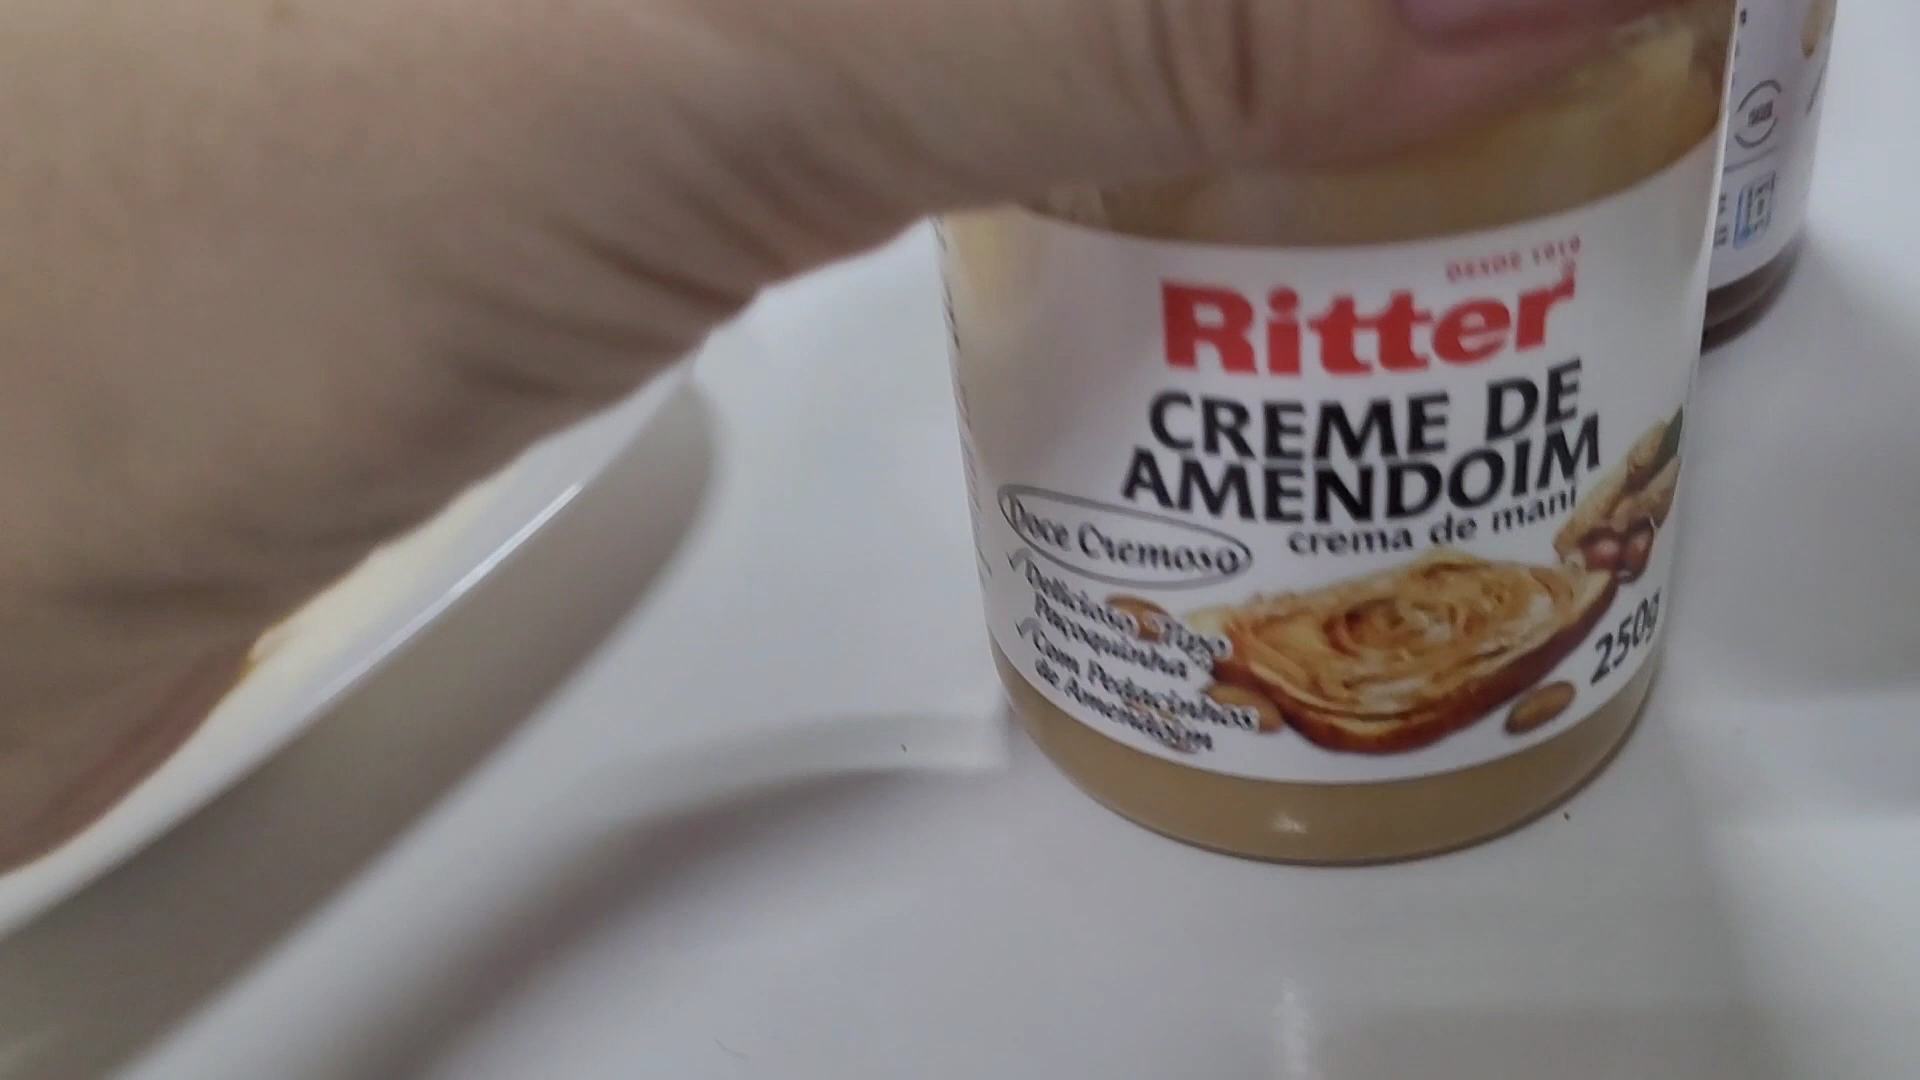 DESDE 1919
Ritter
CREME DE
AMENDOIM
crema de maní
Doce Cremoso
Delicioso Tipo
Paçoquinha
Com Pedacinhos
de Amendoim
250g